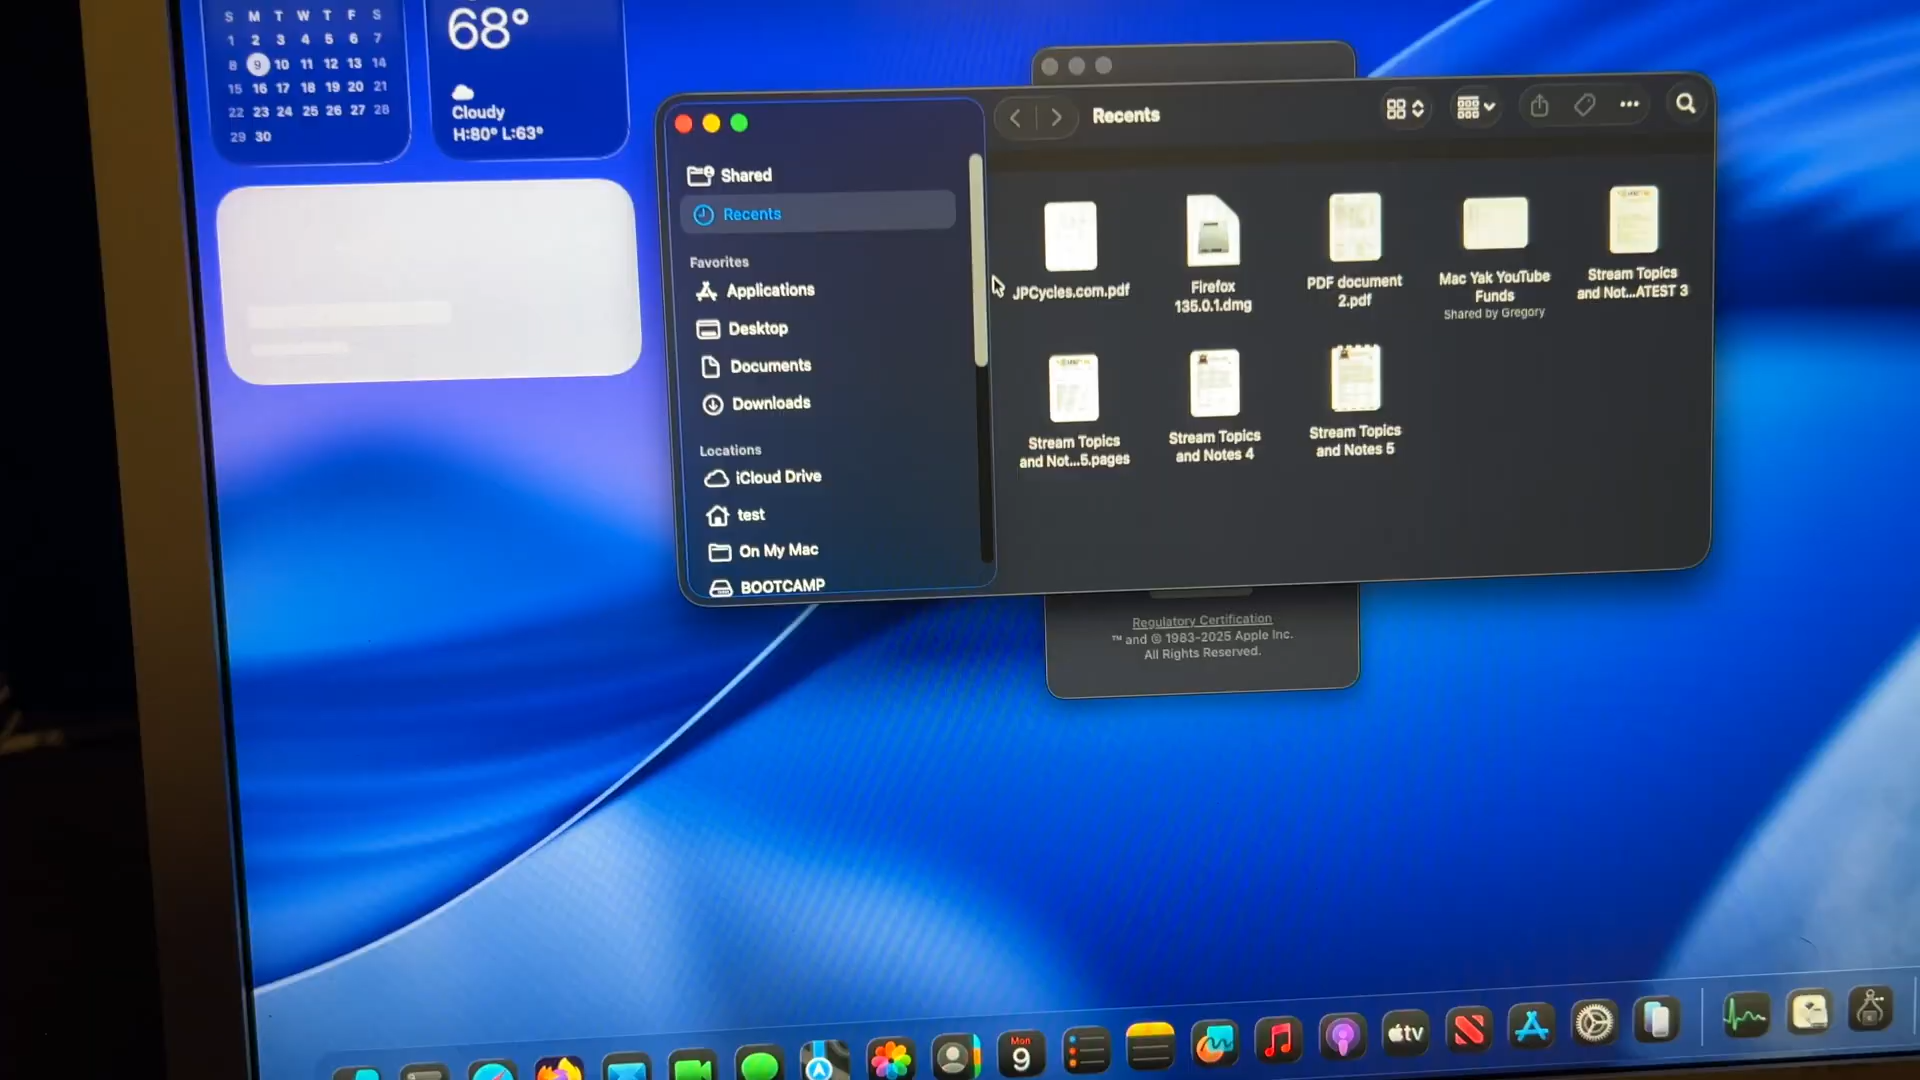 S M T W T F S
1 2 3 4 5 6 7
8 9 10 11 12 13 14
15 16 17 18 19 20 21
22 23 24 25 26 27 28
29 30
68°
Cloudy
H:80° L:63°
Recents
Shared
Recents
Favorites
Applications
Desktop
Documents
Downloads
Locations
iCloud Drive
test
On My Mac
BOOTCAMP
JPCycles.com.pdf
Firefox
135.0.1.dmg
PDF document
2.pdf
Mac Yak YouTube
Funds
Shared by Gregory
Stream Topics
and Not...ATEST 3
Stream Topics
and Not...5.pages
Stream Topics
and Notes 4
Stream Topics
and Notes 5
Regulatory Certification
™ and © 1983-2025 Apple Inc.
All Rights Reserved.
Mon
9
tv